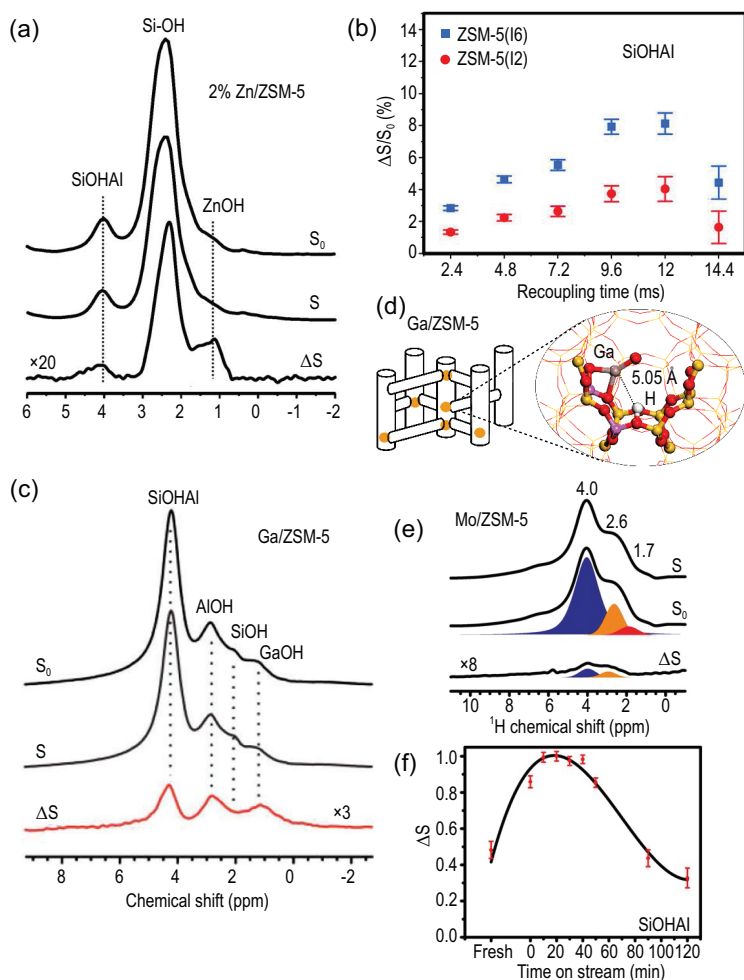 (a)
Si-OH
2% Zn/ZSM-5
SiOHAl
ZnOH
S₀
S
×20
ΔS
6 5 4 3 2 1 0 -1 -2
(b)
ZSM-5(I6)
ZSM-5(I2)
SiOHAl
ΔS/S₀ (%)
14
12
10
8
6
4
2
0
2.4 4.8 7.2 9.6 12 14.4
Recoupling time (ms)
(d)
Ga/ZSM-5
Ga
5.05 Å
H
(c)
SiOHAl
Ga/ZSM-5
AlOH
SiOH
GaOH
S₀
S
ΔS
×3
8 6 4 2 0 -2
Chemical shift (ppm)
(e)
Mo/ZSM-5
4.0
2.6
1.7
S
S₀
×8
ΔS
10 8 6 4 2 0
¹H chemical shift (ppm)
(f)
ΔS
1.0
0.8
0.6
0.4
0.2
0.0
SiOHAl
Fresh 0 20 40 60 80 100 120
Time on stream (min)